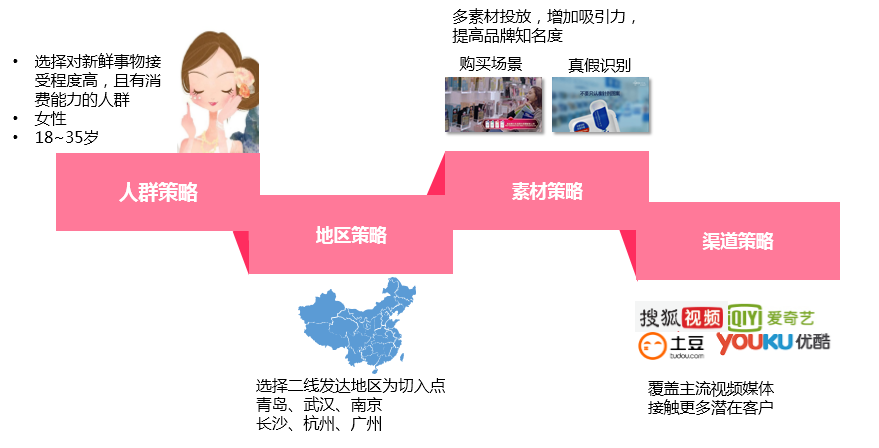 选择对新鲜事物接
受程度高，且有消
费能力的人群
女性
18~35岁
人群策略
地区策略
选择二线发达地区为切入点
青岛、武汉、南京
长沙、杭州、广州
多素材投放，增加吸引力，
提高品牌知名度
购买场景
真假识别
素材策略
渠道策略
搜狐视频
QIYI 爱奇艺
土豆
tudou.com
YOUKU 优酷
覆盖主流视频媒体
接触更多潜在客户